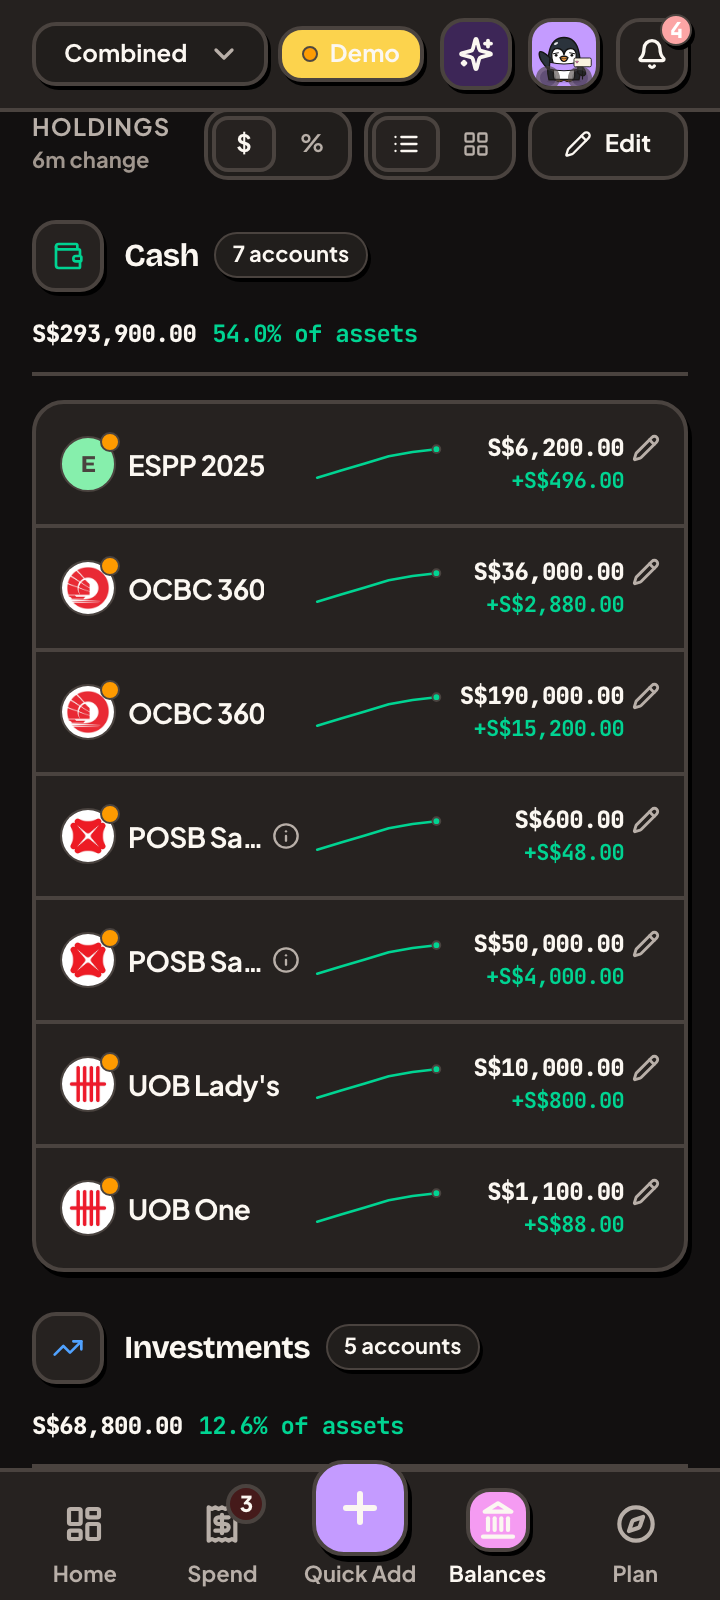 Combined
Demo
4
HOLDINGS
6m change
$
%
Edit
Cash
7 accounts
S$293,900.00 54.0% of assets
E
ESPP 2025
S$6,200.00
+S$496.00
OCBC 360
S$36,000.00
+S$2,880.00
OCBC 360
S$190,000.00
+S$15,200.00
POSB Sa...
S$600.00
+S$48.00
POSB Sa...
S$50,000.00
+S$4,000.00
UOB Lady's
S$10,000.00
+S$800.00
UOB One
S$1,100.00
+S$88.00
Investments
5 accounts
S$68,800.00 12.6% of assets
3
Home
Spend
Quick Add
Balances
Plan